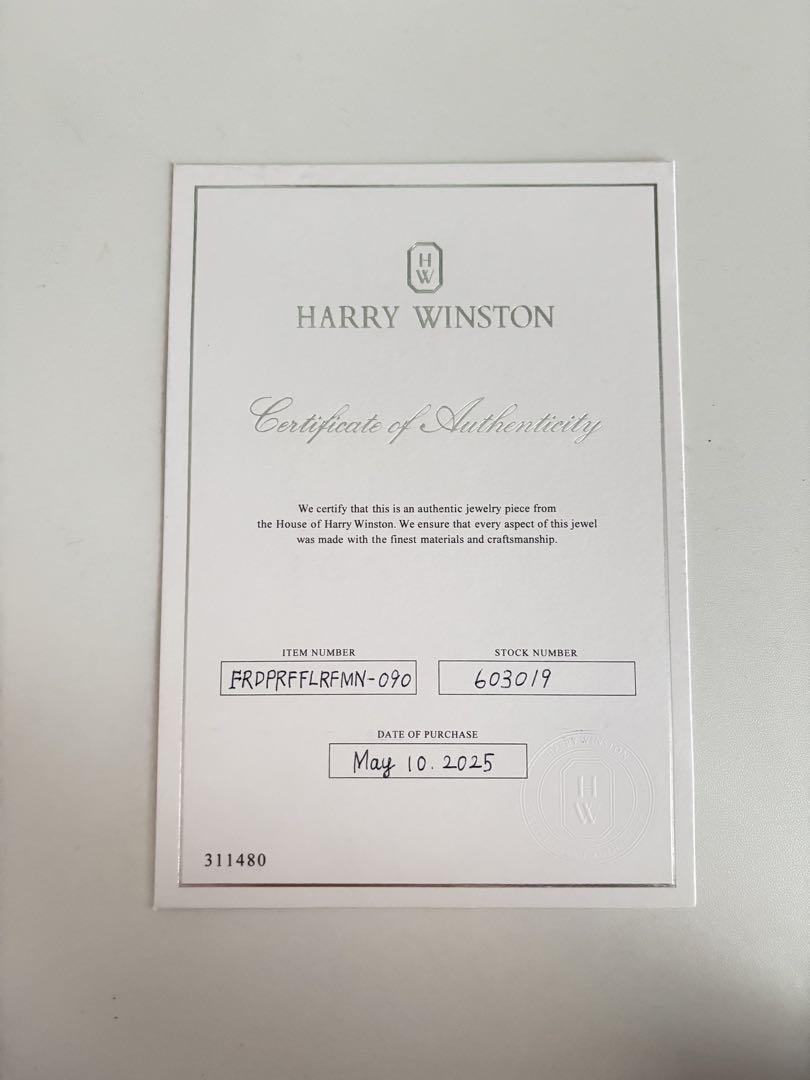 H
W
HARRY WINSTON
Certificate of Authenticity
We certify that this is an authentic jewelry piece from
the House of Harry Winston. We ensure that every aspect of this jewel
was made with the finest materials and craftsmanship.
ITEM NUMBER
FRDPRFFLRFMN-090
STOCK NUMBER
603019
DATE OF PURCHASE
May 10. 2025
H
W
311480